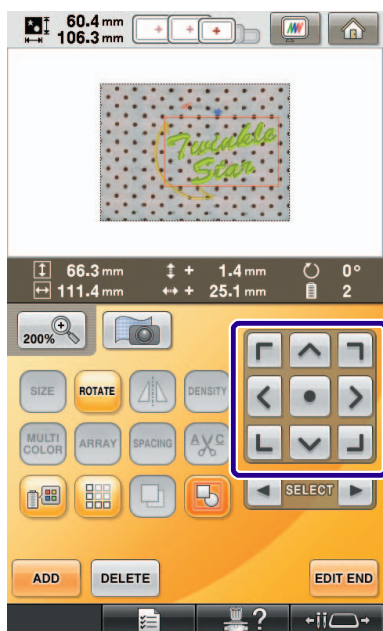 60.4 mm
106.3 mm
Twinkle
Star
66.3 mm + 1.4 mm 0°
111.4 mm + 25.1 mm 2
200%
SIZE ROTATE DENSITY
MULTI COLOR ARRAY SPACING A C
SELECT
ADD DELETE EDIT END
?